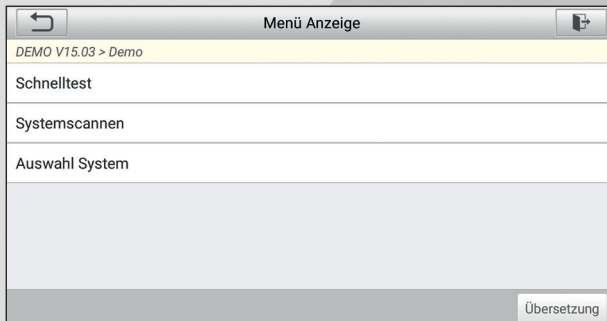 Menü Anzeige
DEMO V15.03 > Demo
Schnelltest
Systemscannen
Auswahl System
Übersetzung